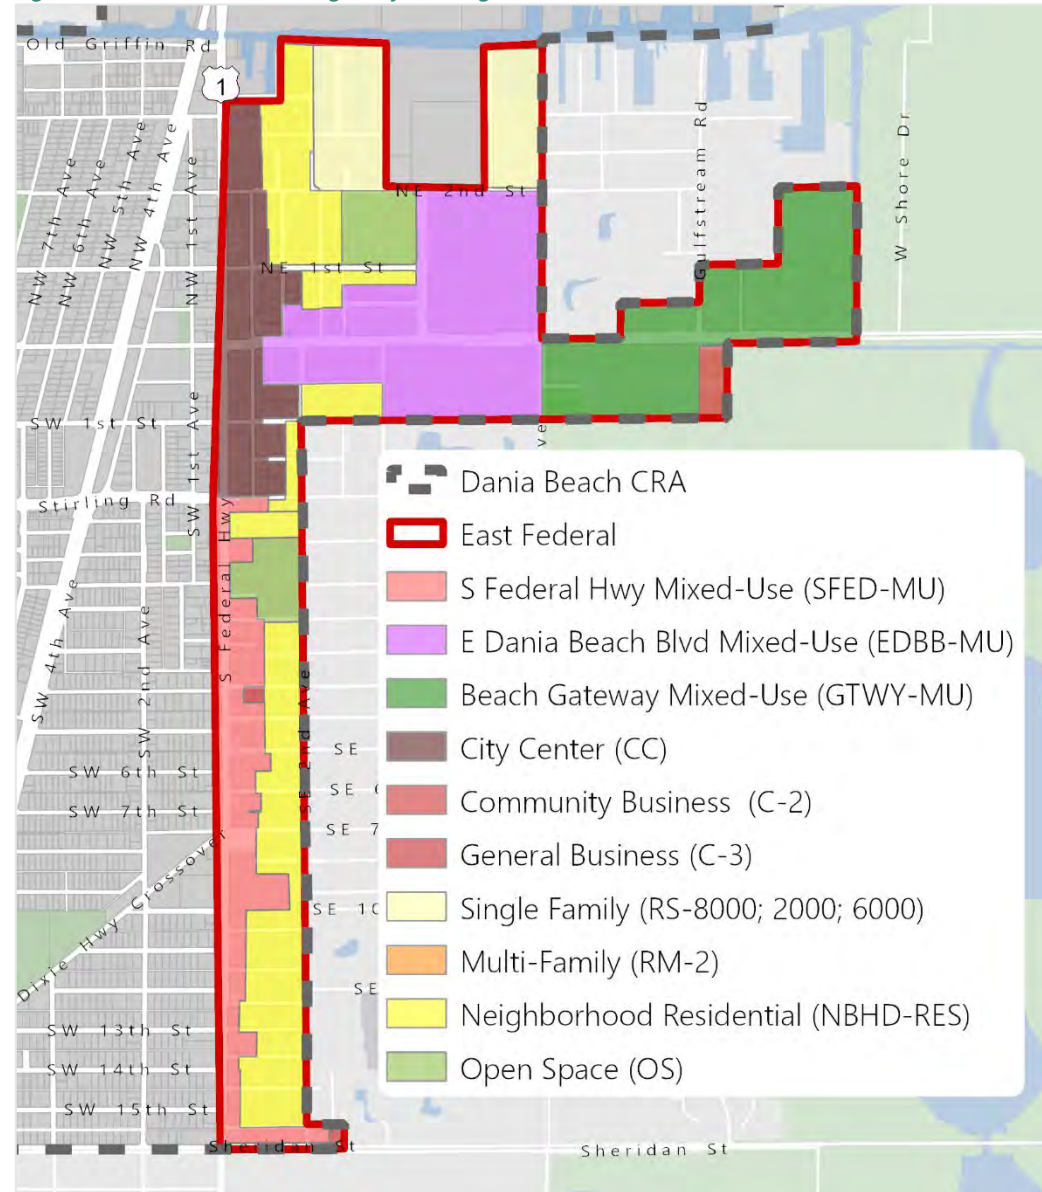 Old Griffin Rd
1
NW 7th Ave
NW 6th Ave
NW 5th Ave
NW 4th Ave
NW 1st Ave
Gulfstream Rd
W Shore Dr
NE 2nd St
NE 1st St
SW 1st St
SW 1st Ave
Stirling Rd
S Federal Hwy
SW 4th Ave
SW 2nd Ave
SE 2nd Ave
ve
SW 6th St
SW 7th St
SE
SE
SE 7
SE 10
SE
Dixie Hwy Crossover
SW 13th St
SW 14th St
SW 15th St
Sheridan St
Sheridan St
Dania Beach CRA
East Federal
S Federal Hwy Mixed-Use (SFED-MU)
E Dania Beach Blvd Mixed-Use (EDBB-MU)
Beach Gateway Mixed-Use (GTWY-MU)
City Center (CC)
Community Business (C-2)
General Business (C-3)
Single Family (RS-8000; 2000; 6000)
Multi-Family (RM-2)
Neighborhood Residential (NBHD-RES)
Open Space (OS)